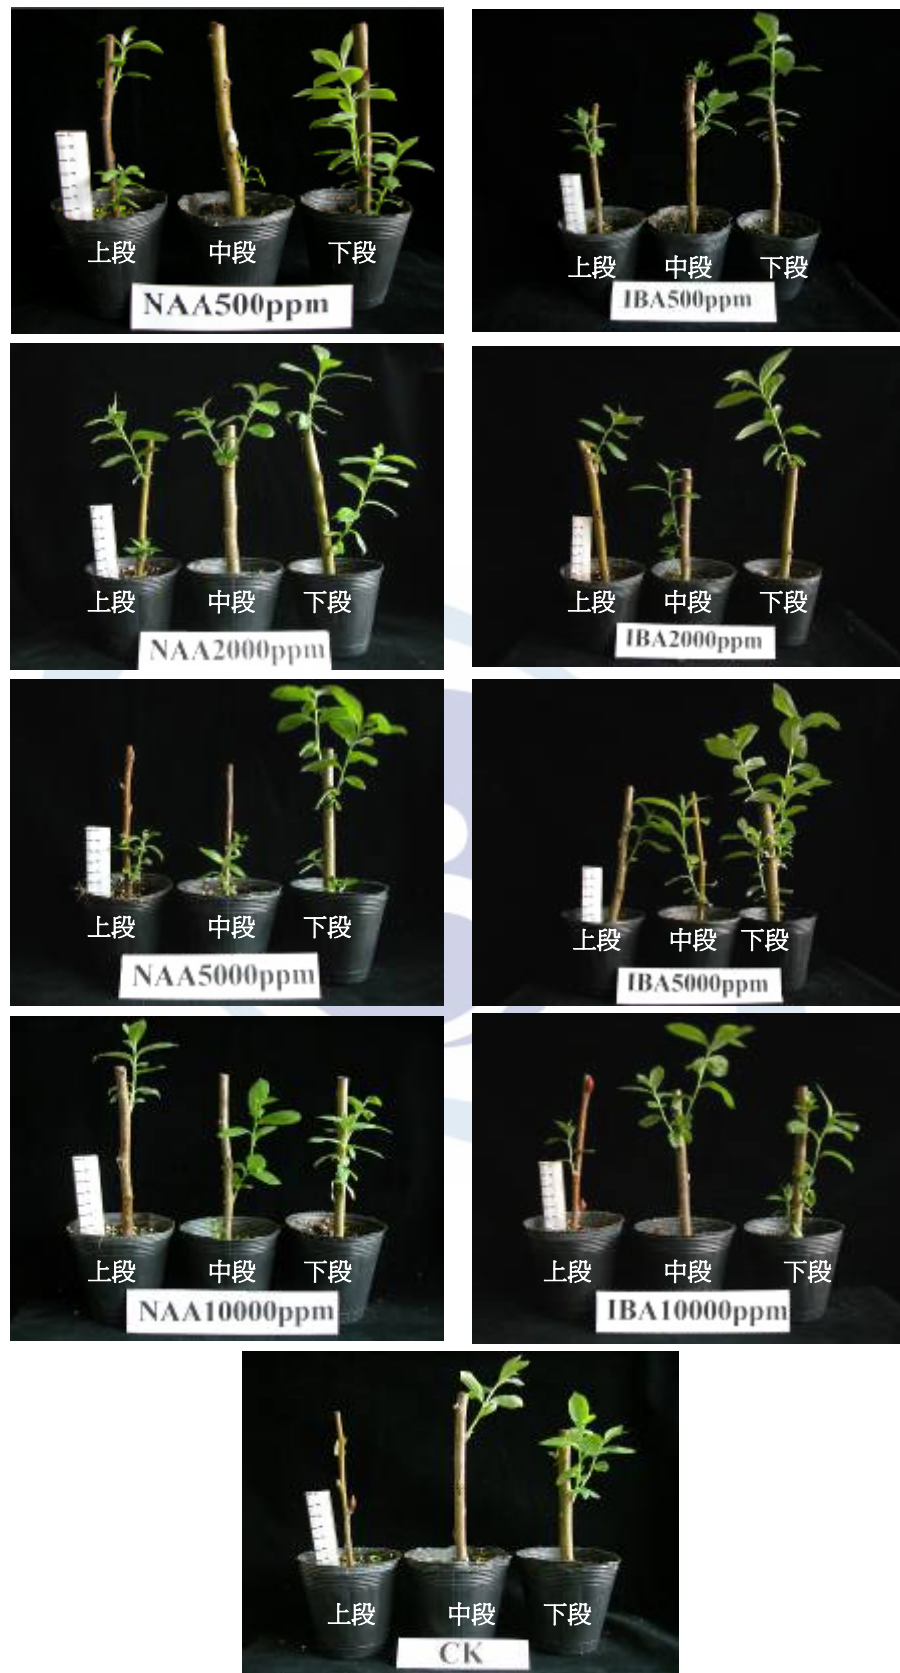 上段 中段 下段
NAA500ppm
上段 中段 下段
IBA500ppm
上段 中段 下段
NAA2000ppm
上段 中段 下段
IBA2000ppm
上段 中段 下段
NAA5000ppm
上段 中段 下段
IBA5000ppm
上段 中段 下段
NAA10000ppm
上段 中段 下段
IBA10000ppm
上段 中段 下段
CK